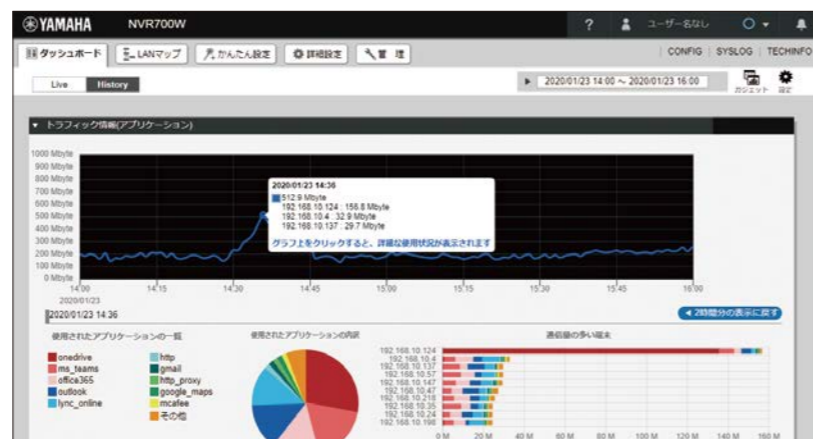 YAMAHA NVR700W ? ユーザー名なし
ダッシュボード LANマップ かんたん設定 詳細設定 管理 CONFIG SYSLOG TECHINFO
Live History 2020/01/23 14:00 ~ 2020/01/23 16:00 ガジェット 設定
▼ トラフィック情報(アプリケーション)
1000 Mbyte
900 Mbyte
800 Mbyte
700 Mbyte
600 Mbyte
500 Mbyte
400 Mbyte
300 Mbyte
200 Mbyte
100 Mbyte
0 Mbyte
2020/01/23 14:36
512.9 Mbyte
192.168.10.124 : 156.8 Mbyte
192.168.10.4 : 32.9 Mbyte
192.168.10.137 : 29.7 Mbyte
グラフ上をクリックすると、詳細な使用状況が表示されます
14:00 14:15 14:30 14:45 15:00 15:15 15:30 15:45 16:00
2020/01/23
2020/01/23 14:36 ◀ 2時間分の表示に戻す
使用されたアプリケーションの一覧 使用されたアプリケーションの内訳 通信量の多い端末
onedrive http
ms_teams gmail
office365 http_proxy
outlook google_maps
lync_online mcafee
その他
192.168.10.124
192.168.10.4
192.168.10.137
192.168.10.57
192.168.10.147
192.168.10.47
192.168.10.218
192.168.10.35
192.168.10.24
192.168.10.198
0 M 20 M 40 M 60 M 80 M 100 M 120 M 140 M 160 M